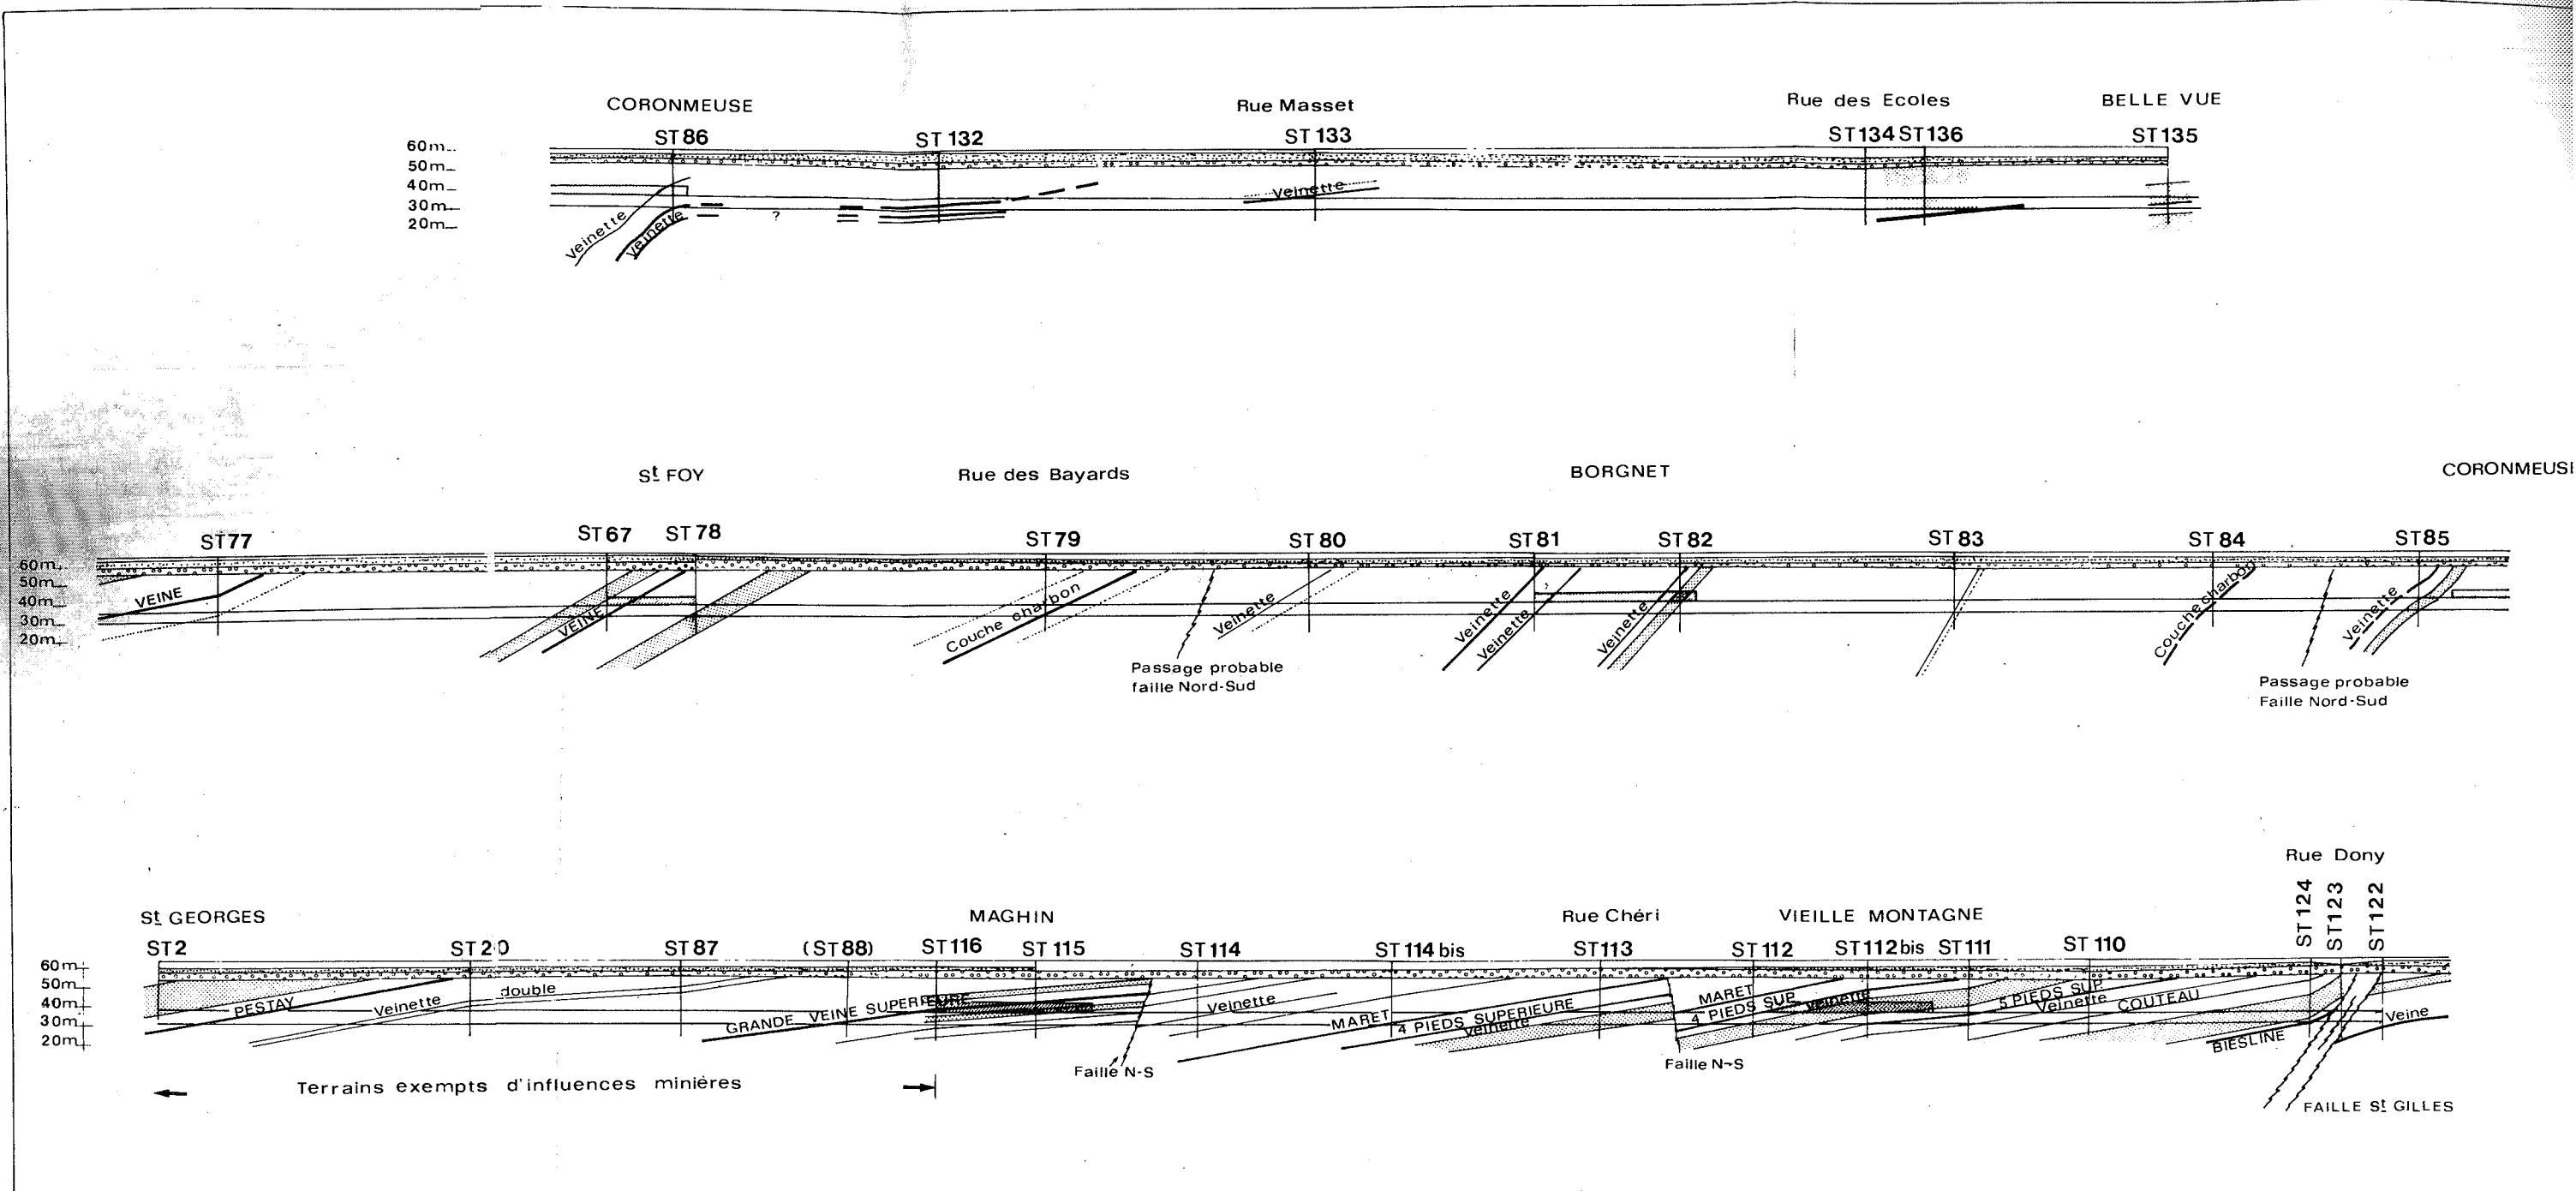 CORONMEUSE Rue Masset Rue des Ecoles BELLE VUE
ST 86 ST 132 ST 133 ST 134 ST 136 ST 135
60m
50m
40m
30m
20m
Veinette
Veinette
?
Veinette
St FOY Rue des Bayards BORGNET CORONMEUSE
ST 77 ST 67 ST 78 ST 79 ST 80 ST 81 ST 82 ST 83 ST 84 ST 85
60m
50m
40m
30m
20m
VEINE
VEINE
Couche charbon
Veinette
Veinette
Veinette
Veinette
Couche charbon
Veinette
Passage probable
faille Nord-Sud
Passage probable
Faille Nord-Sud
Rue Dony
St GEORGES MAGHIN Rue Chéri VIEILLE MONTAGNE
ST 2 ST 20 ST 87 (ST 88) ST 116 ST 115 ST 114 ST 114 bis ST 113 ST 112 ST 112 bis ST 111 ST 110 ST 124 ST 123 ST 122
60m
50m
40m
30m
20m
PESTAY
Veinette double
GRANDE VEINE SUPERIEURE
Veinette
MARET
4 PIEDS SUPERIEURE
Veinette
MARET
4 PIEDS SUP
Veinette
5 PIEDS SUP
Veinette
COUTEAU
BIESLINE
Veine
Faille N-S
Faille N-S
Terrains exempts d'influences minières
FAILLE St GILLES